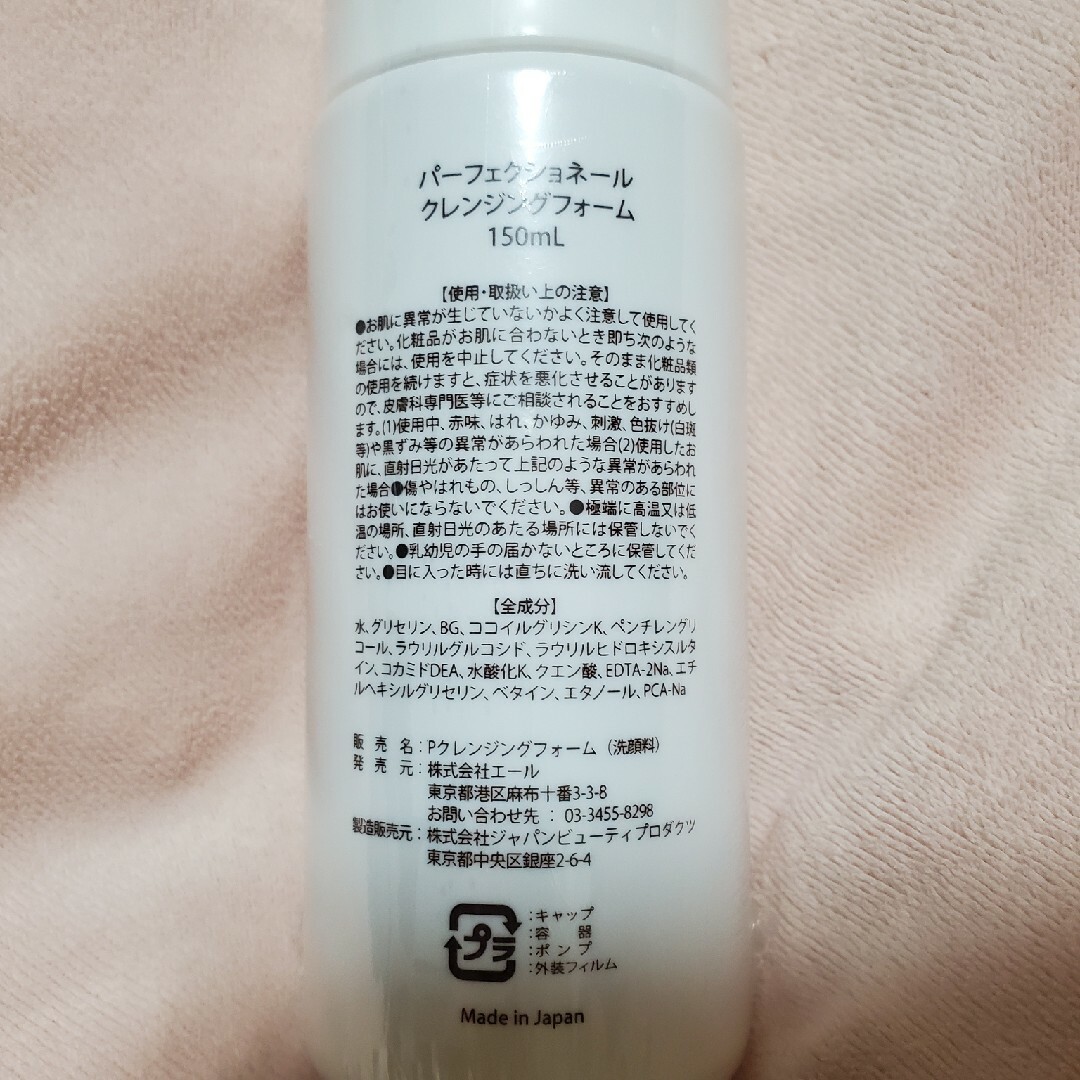 パーフェクショネール
クレンジングフォーム
150mL
【使用・取扱い上の注意】
●お肌に異常が生じていないかよく注意して使用してく
ださい。化粧品がお肌に合わないとき即ち次のような
場合には、使用を中止してください。そのまま化粧品類
の使用を続けますと、症状を悪化させることがあります
ので、皮膚科専門医等にご相談されることをおすすめし
ます。(1)使用中、赤味、はれ、かゆみ、刺激、色抜け(白斑
等)や黒ずみ等の異常があらわれた場合(2)使用したお
肌に、直射日光があたって上記のような異常があらわれ
た場合●傷やはれもの、しっしん等、異常のある部位に
はお使いにならないでください。●極端に高温又は低
温の場所、直射日光のあたる場所には保管しないでく
ださい。●乳幼児の手の届かないところに保管してくだ
さい。●目に入った時には直ちに洗い流してください。
【全成分】
水、グリセリン、BG、ココイルグリシンK、ペンチレングリ
コール、ラウリルグルコシド、ラウリルヒドロキシスルタ
イン、コカミドDEA、水酸化K、クエン酸、EDTA-2Na、エチ
ルヘキシルグリセリン、ベタイン、エタノール、PCA-Na
販売名：Pクレンジングフォーム（洗顔料）
発売元：株式会社エール
東京都港区麻布十番3-3-8
お問い合わせ先：03-3455-8298
製造販売元：株式会社ジャパンビューティプロダクツ
東京都中央区銀座2-6-4
プラ
：キャップ
：容器
：ポンプ
：外装フィルム
Made in Japan